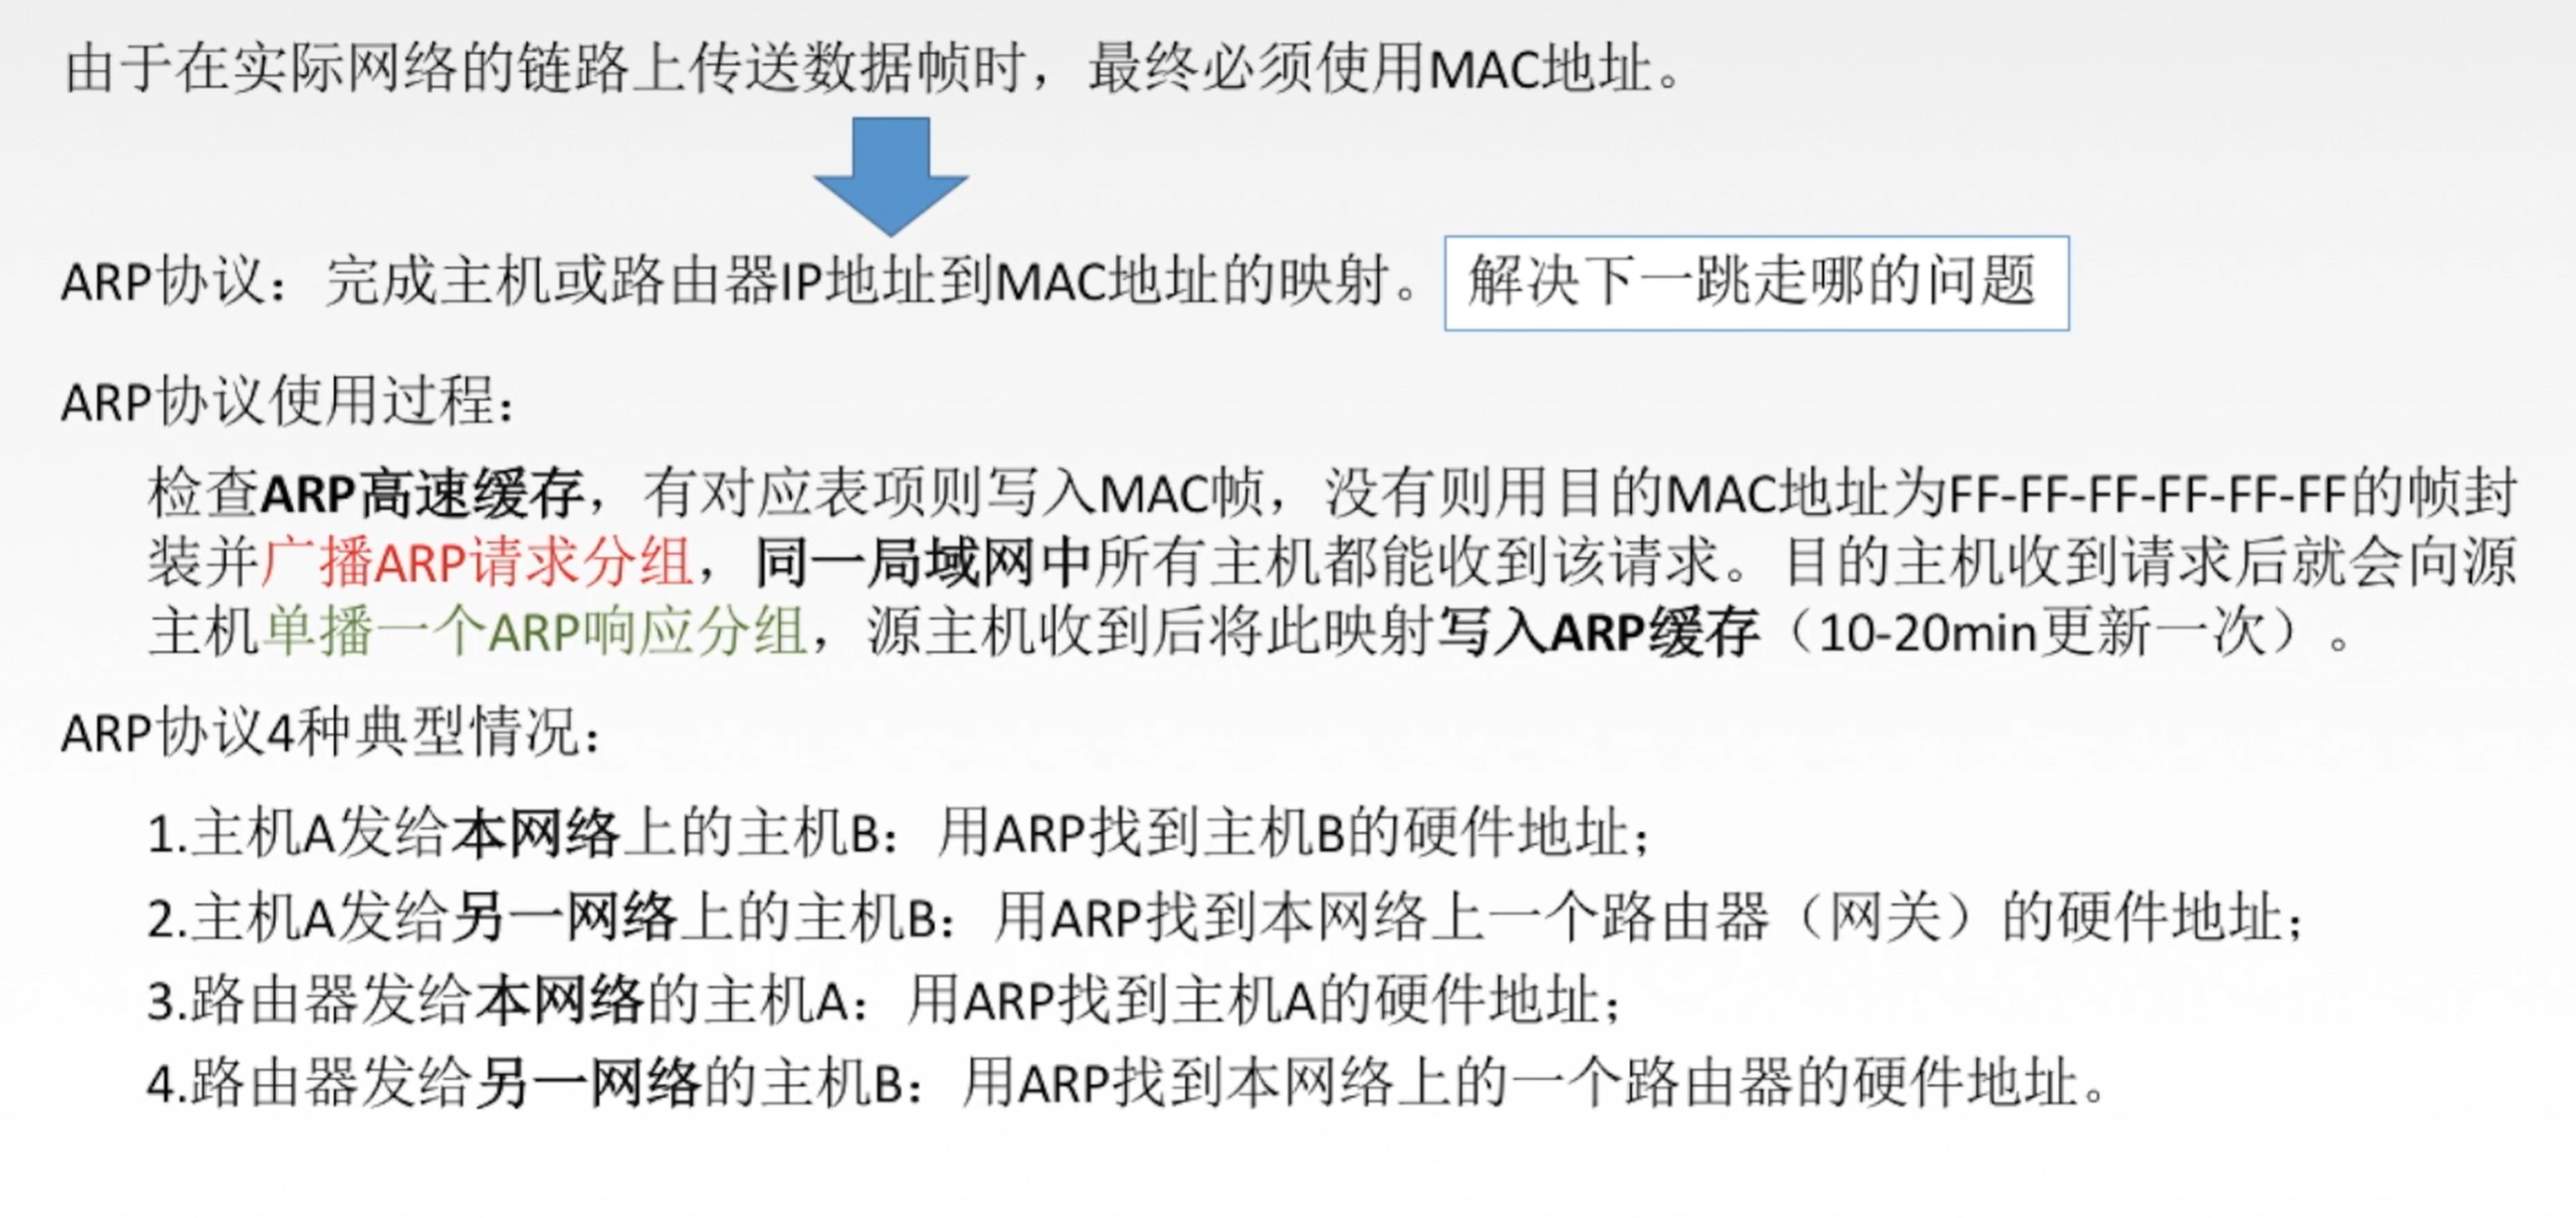 由于在实际网络的链路上传送数据帧时，最终必须使用MAC地址。
ARP协议：完成主机或路由器IP地址到MAC地址的映射。 解决下一跳走哪的问题
ARP协议使用过程：
检查ARP高速缓存，有对应表项则写入MAC帧，没有则用目的MAC地址为FF-FF-FF-FF-FF-FF的帧封
装并广播ARP请求分组，同一局域网中所有主机都能收到该请求。目的主机收到请求后就会向源
主机单播一个ARP响应分组，源主机收到后将此映射写入ARP缓存（10-20min更新一次）。
ARP协议4种典型情况：
1.主机A发给本网络上的主机B：用ARP找到主机B的硬件地址；
2.主机A发给另一网络上的主机B：用ARP找到本网络上一个路由器（网关）的硬件地址；
3.路由器发给本网络的主机A：用ARP找到主机A的硬件地址；
4.路由器发给另一网络的主机B：用ARP找到本网络上的一个路由器的硬件地址。